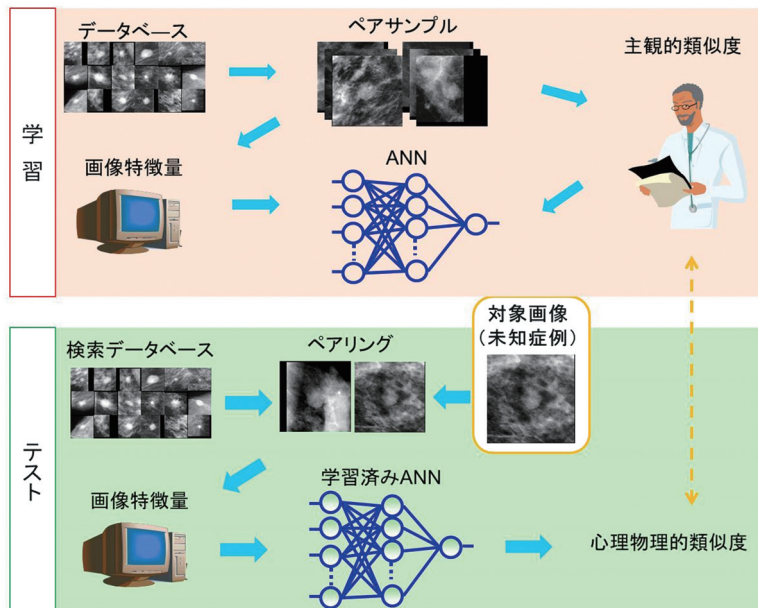 学習
データベース
ペアサンプル
主観的類似度
画像特徴量
ANN
テスト
検索データベース
ペアリング
対象画像
（未知症例）
画像特徴量
学習済みANN
心理物理的類似度